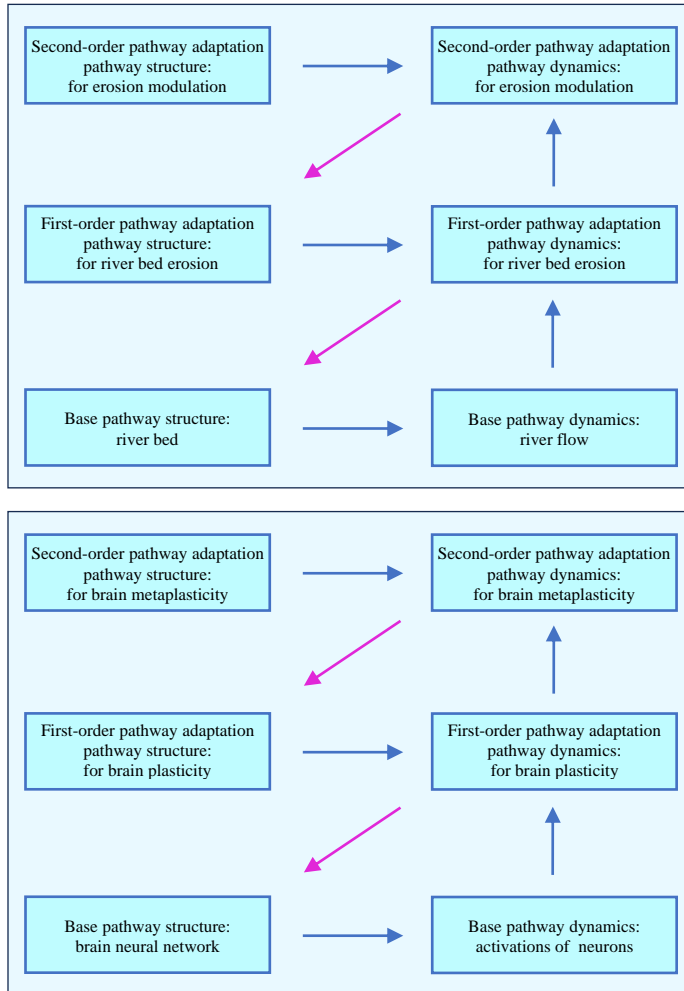 Second-order pathway adaptation
pathway structure:
for erosion modulation
Second-order pathway adaptation
pathway dynamics:
for erosion modulation
First-order pathway adaptation
pathway structure:
for river bed erosion
First-order pathway adaptation
pathway dynamics:
for river bed erosion
Base pathway structure:
river bed
Base pathway dynamics:
river flow
Second-order pathway adaptation
pathway structure:
for brain metaplasticity
Second-order pathway adaptation
pathway dynamics:
for brain metaplasticity
First-order pathway adaptation
pathway structure:
for brain plasticity
First-order pathway adaptation
pathway dynamics:
for brain plasticity
Base pathway structure:
brain neural network
Base pathway dynamics:
activations of neurons